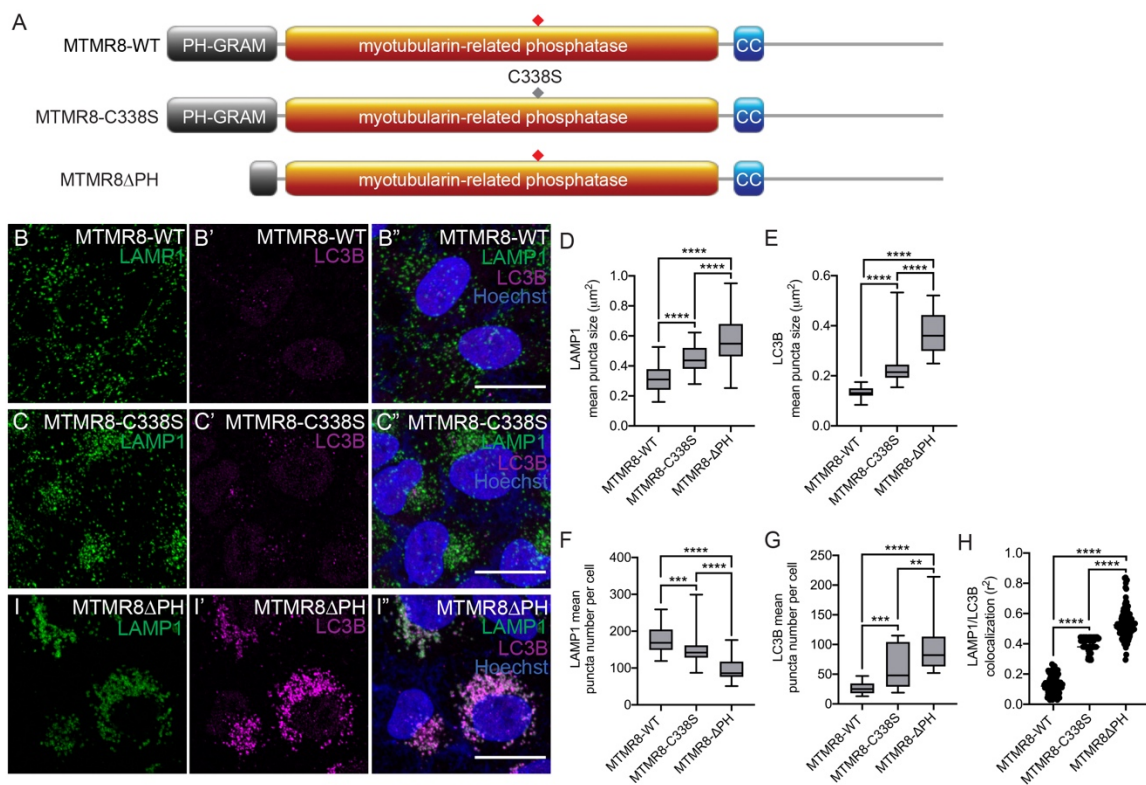 A
MTMR8-WT
PH-GRAM
myotubularin-related phosphatase
CC
C338S
MTMR8-C338S
PH-GRAM
myotubularin-related phosphatase
CC
MTMR8ΔPH
myotubularin-related phosphatase
CC
B MTMR8-WT
LAMP1
B' MTMR8-WT
LC3B
B" MTMR8-WT
LAMP1
LC3B
Hoechst
C MTMR8-C338S
LAMP1
C' MTMR8-C338S
LC3B
C" MTMR8-C338S
LAMP1
LC3B
Hoechst
I MTMR8ΔPH
LAMP1
I' MTMR8ΔPH
LC3B
I" MTMR8ΔPH
LAMP1
LC3B
Hoechst
D
LAMP1
mean puncta size (μm²)
1.0
0.8
0.6
0.4
0.2
0.0
****
****
****
MTMR8-WT
MTMR8-C338S
MTMR8-ΔPH
E
LC3B
mean puncta size (μm²)
0.6
0.4
0.2
0.0
****
****
****
MTMR8-WT
MTMR8-C338S
MTMR8-ΔPH
F
LAMP1 mean
puncta number per cell
400
300
200
100
0
****
***
****
MTMR8-WT
MTMR8-C338S
MTMR8-ΔPH
G
LC3B mean
puncta number per cell
250
200
150
100
50
0
****
***
**
MTMR8-WT
MTMR8-C338S
MTMR8-ΔPH
H
LAMP1/LC3B
colocalization (r²)
1.0
0.8
0.6
0.4
0.2
0.0
****
****
****
MTMR8-WT
MTMR8-C338S
MTMR8ΔPH